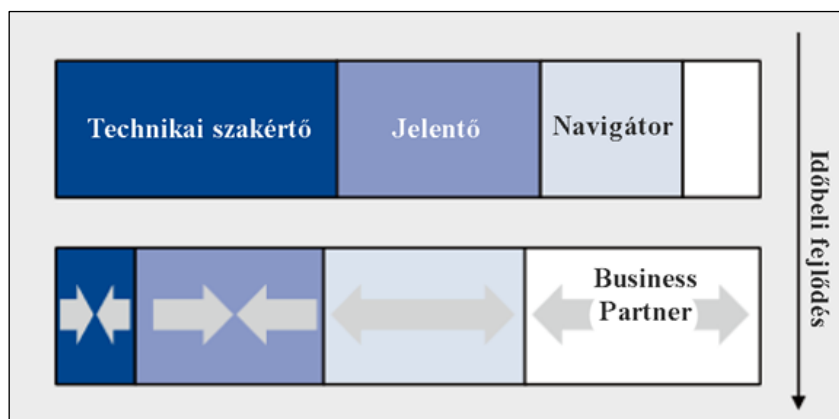 Technikai szakértő
Jelentő
Navigátor
Business
Partner
Időbeli fejlődés